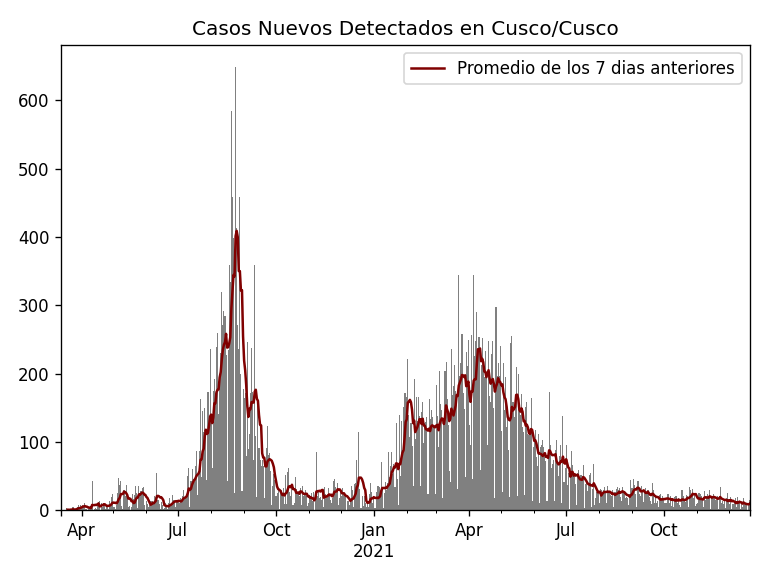 Casos Nuevos Detectados en Cusco/Cusco
Promedio de los 7 dias anteriores
600
500
400
300
200
100
0
Apr Jul Oct Jan Apr Jul Oct
2021